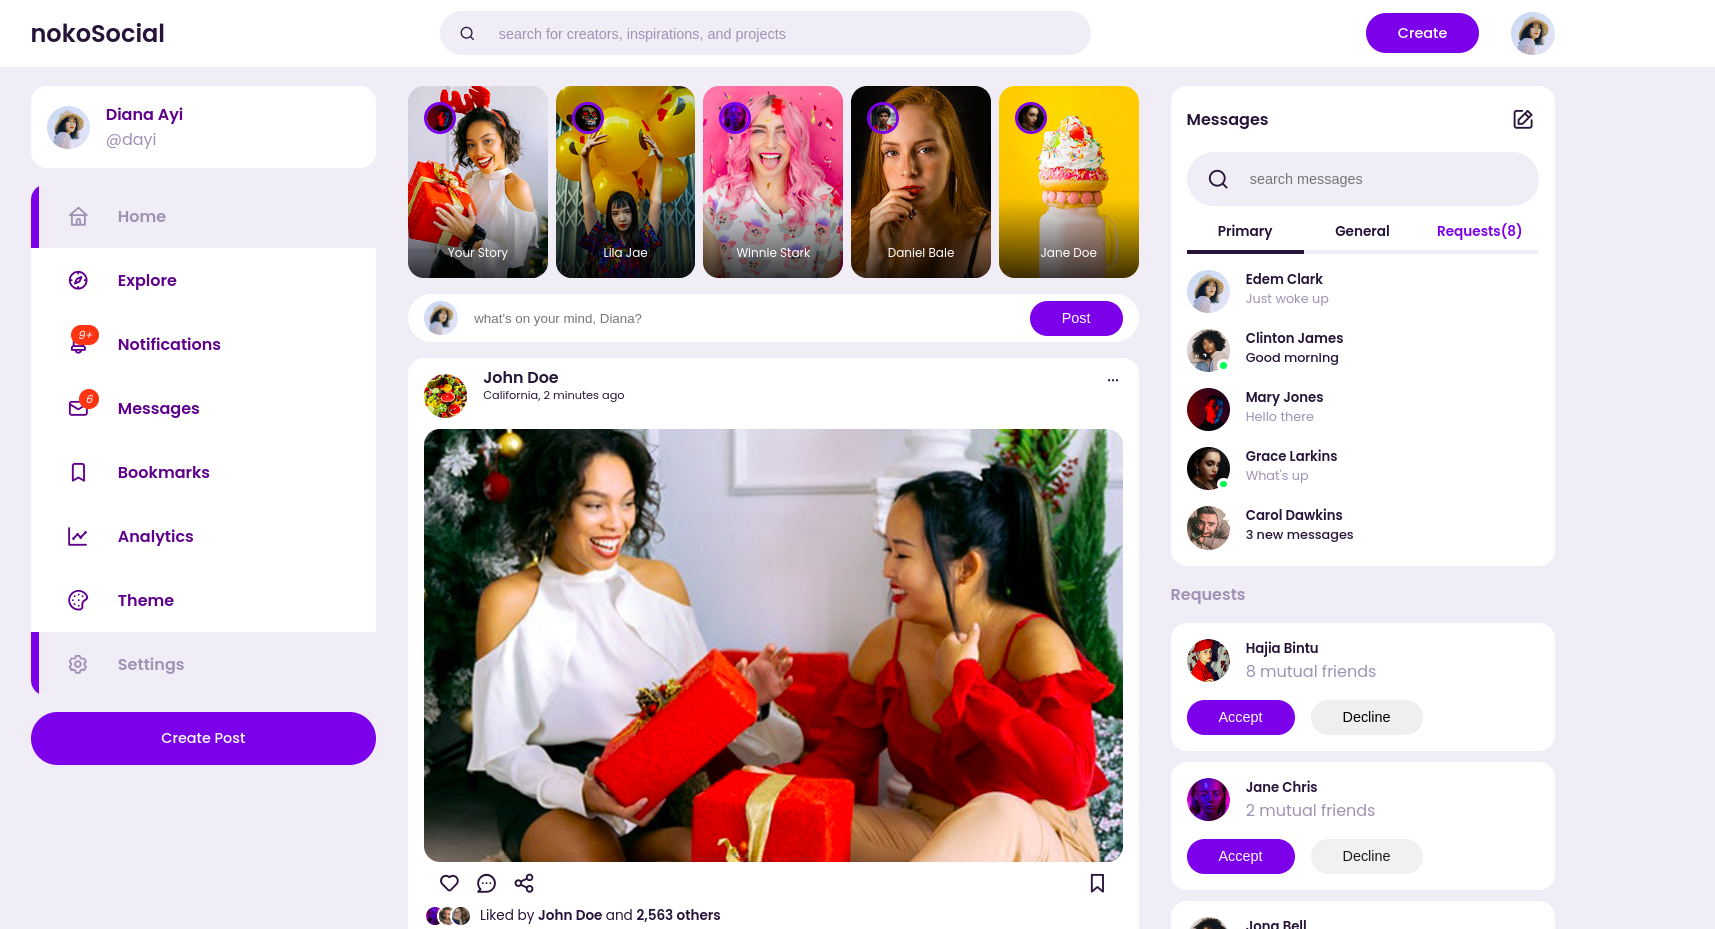 nokoSocial
search for creators, inspirations, and projects
Create
Diana Ayi
@dayi
Home
Explore
9+
Notifications
6
Messages
Bookmarks
Analytics
Theme
Settings
Create Post
Your Story
Lila Jae
Winnie Stark
Daniel Bale
Jane Doe
what's on your mind, Diana?
Post
John Doe
California, 2 minutes ago
Liked by John Doe and 2,563 others
Messages
search messages
Primary
General
Requests(8)
Edem Clark
Just woke up
Clinton James
Good morning
Mary Jones
Hello there
Grace Larkins
What's up
Carol Dawkins
3 new messages
Requests
Hajia Bintu
8 mutual friends
Accept
Decline
Jane Chris
2 mutual friends
Accept
Decline
Jong Bell